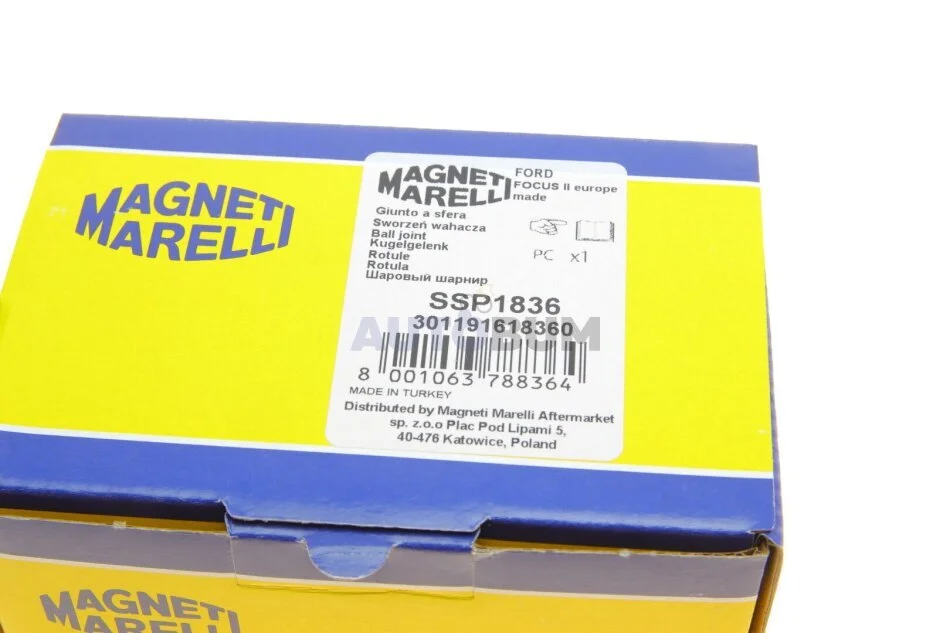 MAGNETI
MARELLI
MAGNETI
MARELLI
FORD
FOCUS II europe
made
Giunto a sfera
Sworzeń wahacza
Ball joint
Kugelgelenk
Rotule
Rotula
Шаровый шарнир
PC x1
SSP1836
301191618360
AUTOBUM
8 001063 788364
MADE IN TURKEY
Distributed by Magneti Marelli Aftermarket
sp. z.o.o Plac Pod Lipami 5,
40-476 Katowice, Poland
MAGNETI
MARELLI